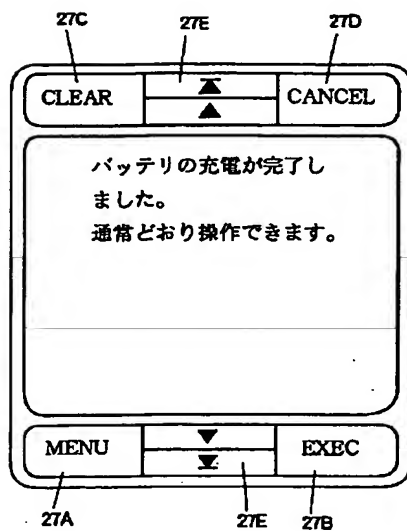 27C 27E 27D
CLEAR CANCEL
バッテリの充電が完了し
ました。
通常どおり操作できます。
MENU EXEC
27A 27E 27B